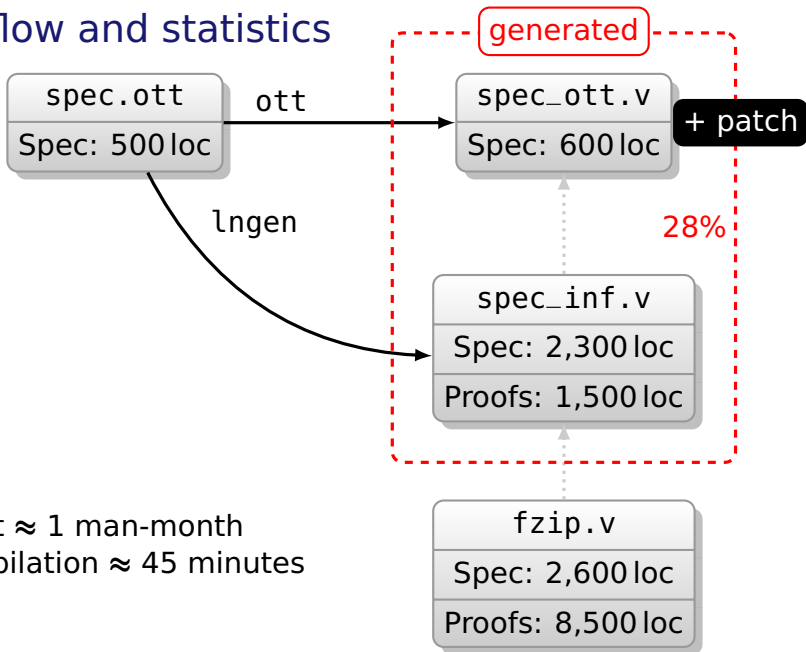 flow and statistics
generated
spec.ott
Spec: 500 loc
ott
spec_ott.v
Spec: 600 loc
+ patch
lngen
28%
spec_inf.v
Spec: 2,300 loc
Proofs: 1,500 loc
≈ 1 man-month
≈ 45 minutes
fzip.v
Spec: 2,600 loc
Proofs: 8,500 loc